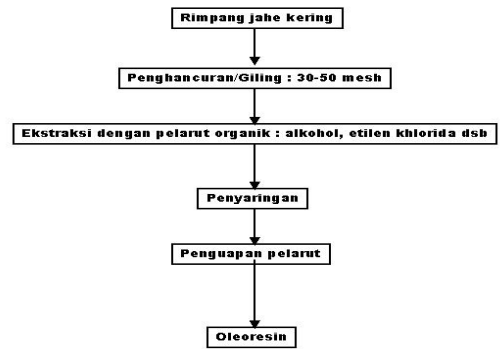 Rimpang jahe kering
Penghancuran/Giling : 30-50 mesh
Ekstraksi dengan pelarut organik : alkohol, etilen khlorida dsb
Penyaringan
Penguapan pelarut
Oleoresin